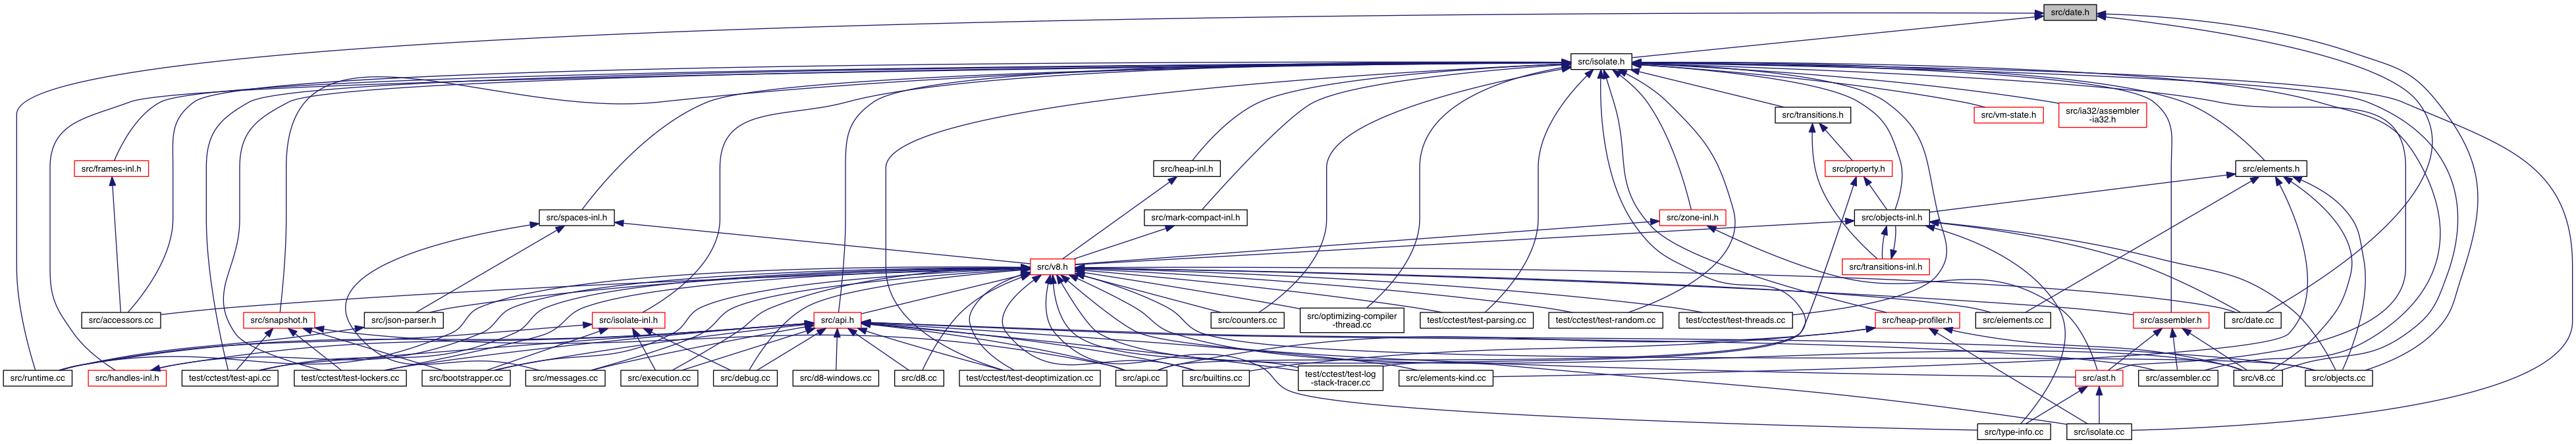 src/date.h
src/isolate.h
src/transitions.h
src/vm-state.h
src/ia32/assembler
-ia32.h
src/frames-inl.h
src/heap-inl.h
src/property.h
src/elements.h
src/spaces-inl.h
src/mark-compact-inl.h
src/zone-inl.h
src/objects-inl.h
src/v8.h
src/transitions-inl.h
src/accessors.cc
src/snapshot.h
src/json-parser.h
src/isolate-inl.h
src/api.h
src/counters.cc
src/optimizing-compiler
-thread.cc
test/cctest/test-parsing.cc
test/cctest/test-random.cc
test/cctest/test-threads.cc
src/heap-profiler.h
src/elements.cc
src/assembler.h
src/date.cc
src/runtime.cc
src/handles-inl.h
test/cctest/test-api.cc
test/cctest/test-lockers.cc
src/bootstrapper.cc
src/messages.cc
src/execution.cc
src/debug.cc
src/d8-windows.cc
src/d8.cc
test/cctest/test-deoptimization.cc
src/api.cc
src/builtins.cc
test/cctest/test-log
-stack-tracer.cc
src/elements-kind.cc
src/ast.h
src/assembler.cc
src/v8.cc
src/objects.cc
src/type-info.cc
src/isolate.cc